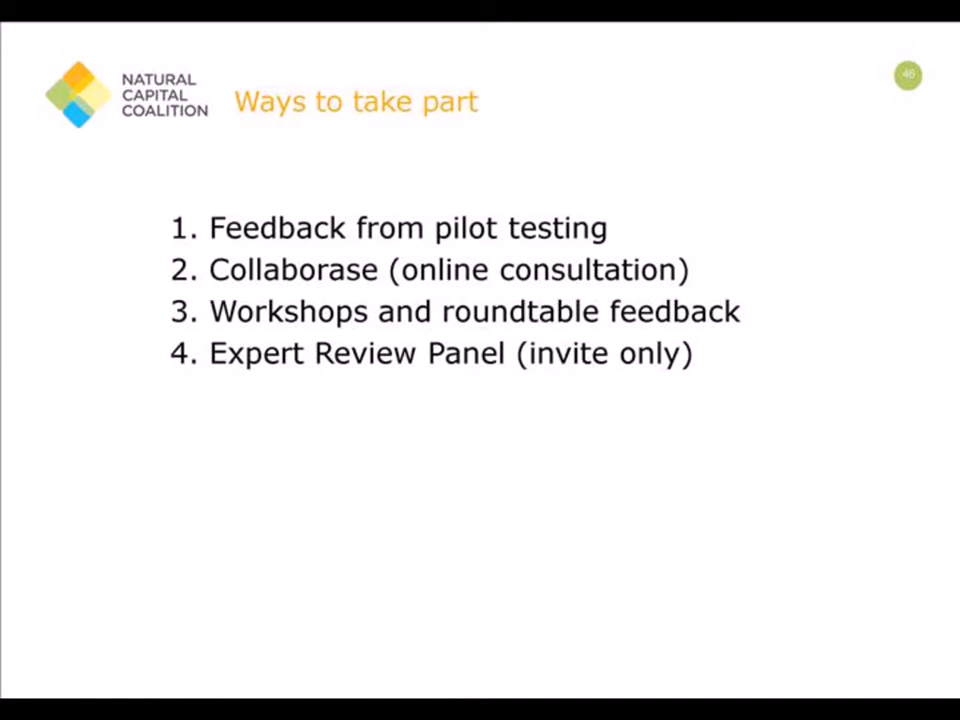 NATURAL
CAPITAL
COALITION
Ways to take part
46
1. Feedback from pilot testing
2. Collaborase (online consultation)
3. Workshops and roundtable feedback
4. Expert Review Panel (invite only)